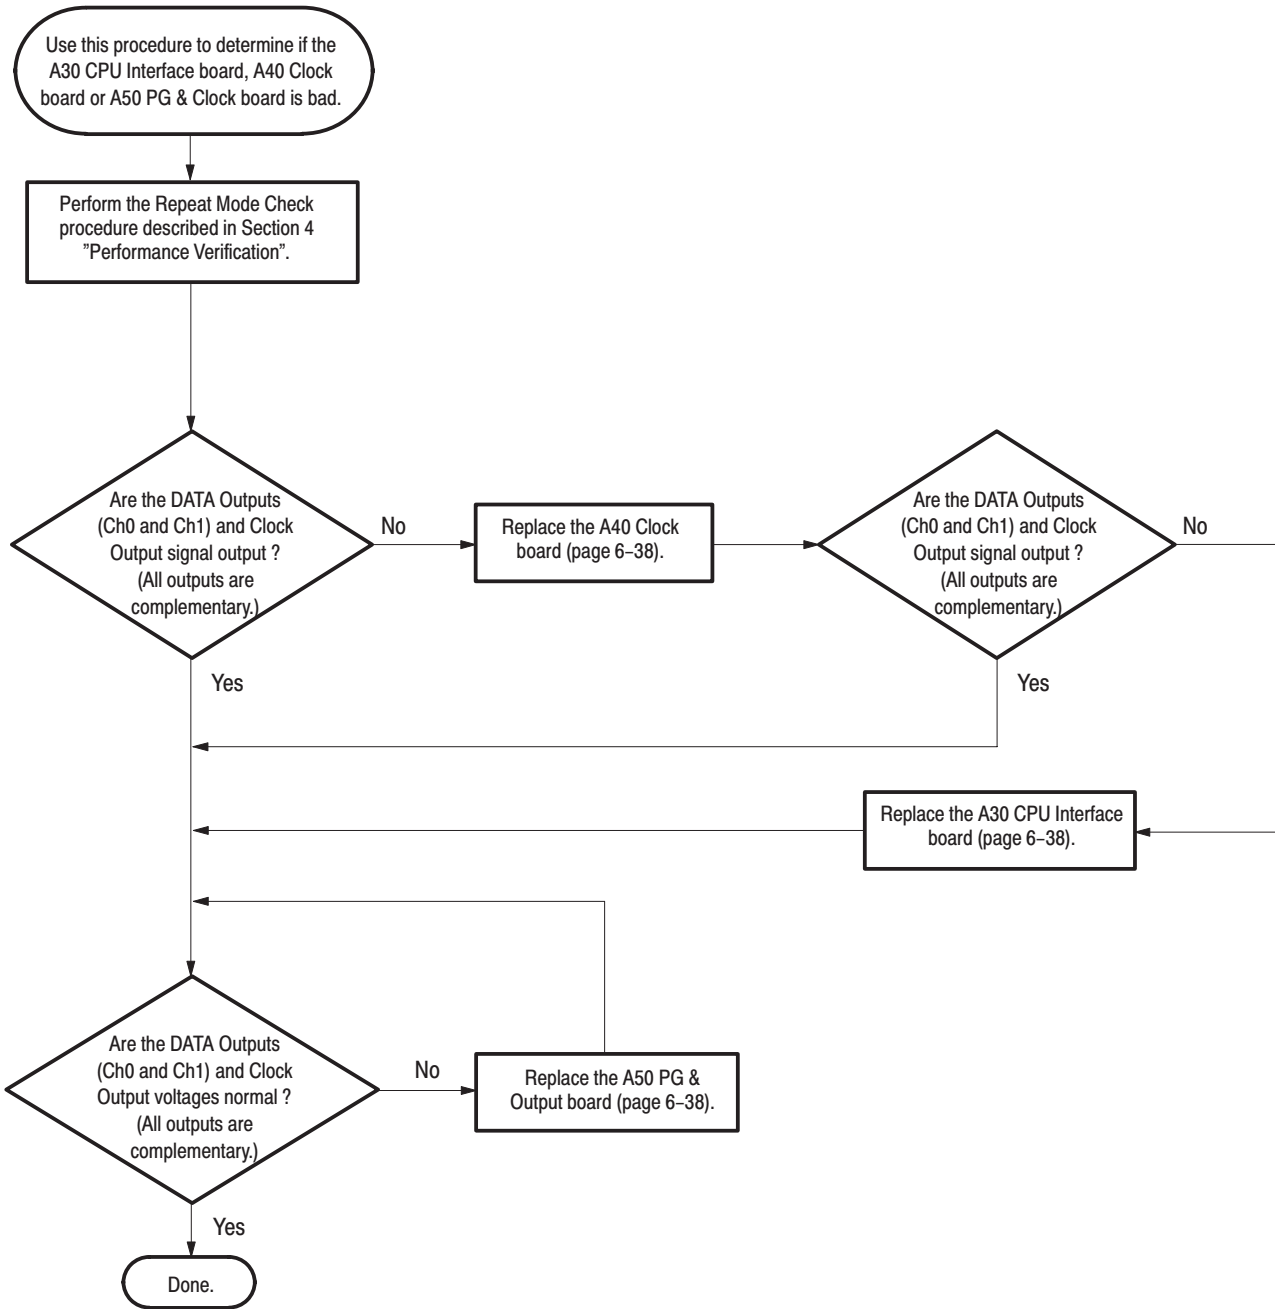 Use this procedure to determine if the
A30 CPU Interface board, A40 Clock
board or A50 PG & Clock board is bad.
Perform the Repeat Mode Check
procedure described in Section 4
”Performance Verification”.
Are the DATA Outputs
(Ch0 and Ch1) and Clock
Output signal output ?
(All outputs are
complementary.)
No
Replace the A40 Clock
board (page 6–38).
Are the DATA Outputs
(Ch0 and Ch1) and Clock
Output signal output ?
(All outputs are
complementary.)
No
Yes
Yes
Replace the A30 CPU Interface
board (page 6–38).
Are the DATA Outputs
(Ch0 and Ch1) and Clock
Output voltages normal ?
(All outputs are
complementary.)
No
Replace the A50 PG &
Output board (page 6–38).
Yes
Done.